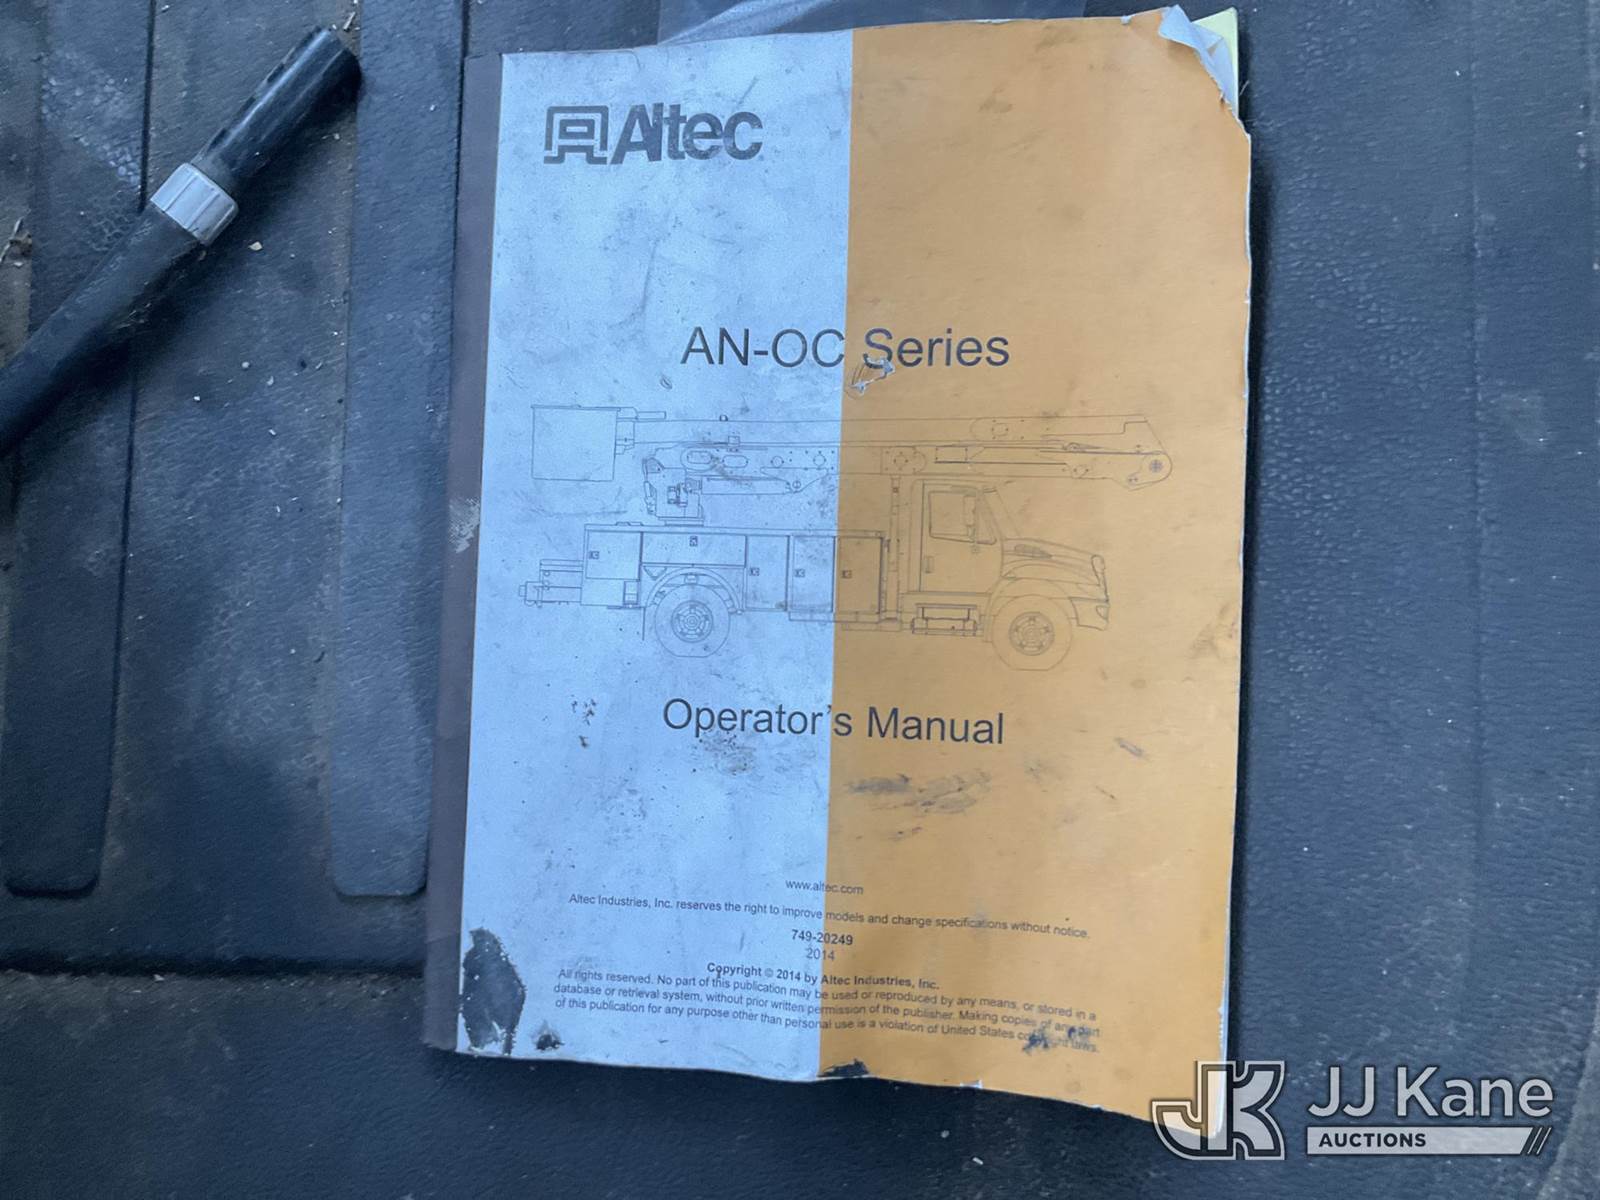 Altec
AN-OC Series
Operator's Manual
www.altec.com
Altec Industries, Inc. reserves the right to improve models and change specifications without notice.
749-20249
2014
Copyright © 2014 by Altec Industries, Inc.
All rights reserved. No part of this publication may be used or reproduced by any means, or stored in a
database or retrieval system, without prior written permission of the publisher. Making copies of any part
of this publication for any purpose other than personal use is a violation of United States copyright laws.
JK JJ Kane
AUCTIONS